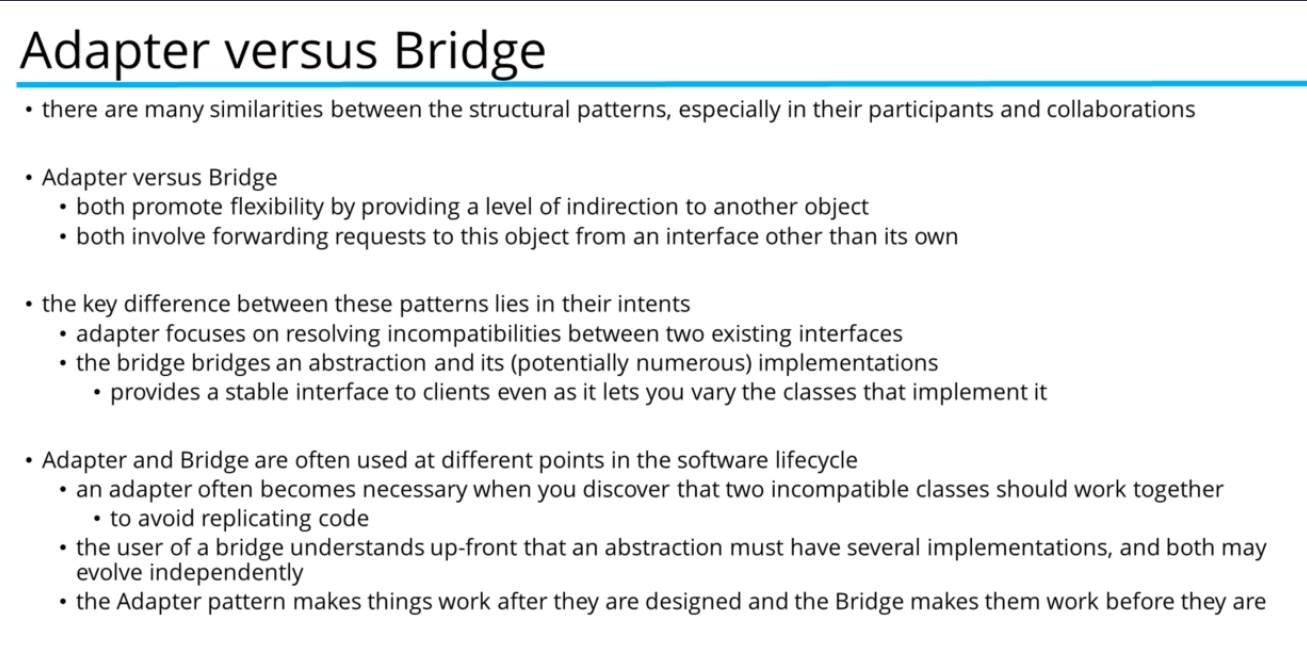 Adapter versus Bridge
• there are many similarities between the structural patterns, especially in their participants and collaborations
• Adapter versus Bridge
• both promote flexibility by providing a level of indirection to another object
• both involve forwarding requests to this object from an interface other than its own
• the key difference between these patterns lies in their intents
• adapter focuses on resolving incompatibilities between two existing interfaces
• the bridge bridges an abstraction and its (potentially numerous) implementations
• provides a stable interface to clients even as it lets you vary the classes that implement it
• Adapter and Bridge are often used at different points in the software lifecycle
• an adapter often becomes necessary when you discover that two incompatible classes should work together
• to avoid replicating code
• the user of a bridge understands up-front that an abstraction must have several implementations, and both may
evolve independently
• the Adapter pattern makes things work after they are designed and the Bridge makes them work before they are